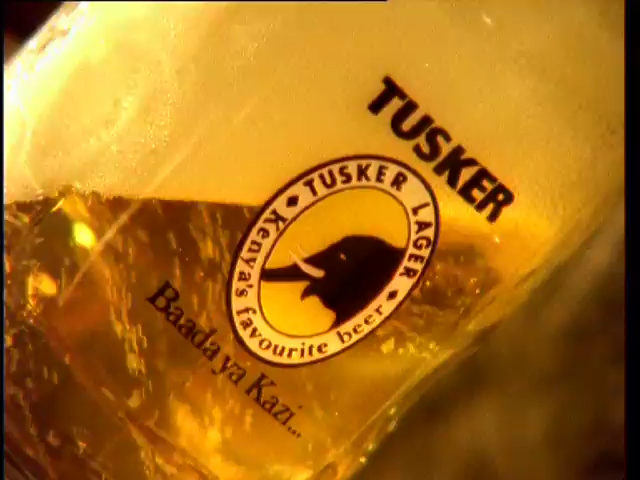 TUSKER
TUSKER LAGER
Kenya's favourite beer
Baada ya Kazi...